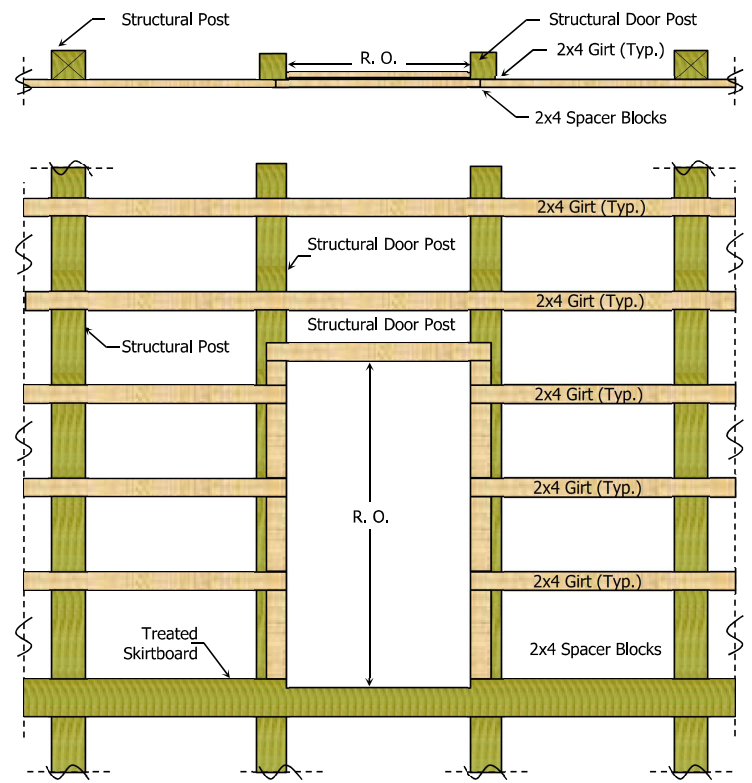 Structural Post
Structural Door Post
2x4 Girt (Typ.)
R. O.
2x4 Spacer Blocks
2x4 Girt (Typ.)
Structural Door Post
2x4 Girt (Typ.)
Structural Door Post
Structural Post
2x4 Girt (Typ.)
2x4 Girt (Typ.)
R. O.
2x4 Girt (Typ.)
Treated
Skirtboard
2x4 Spacer Blocks